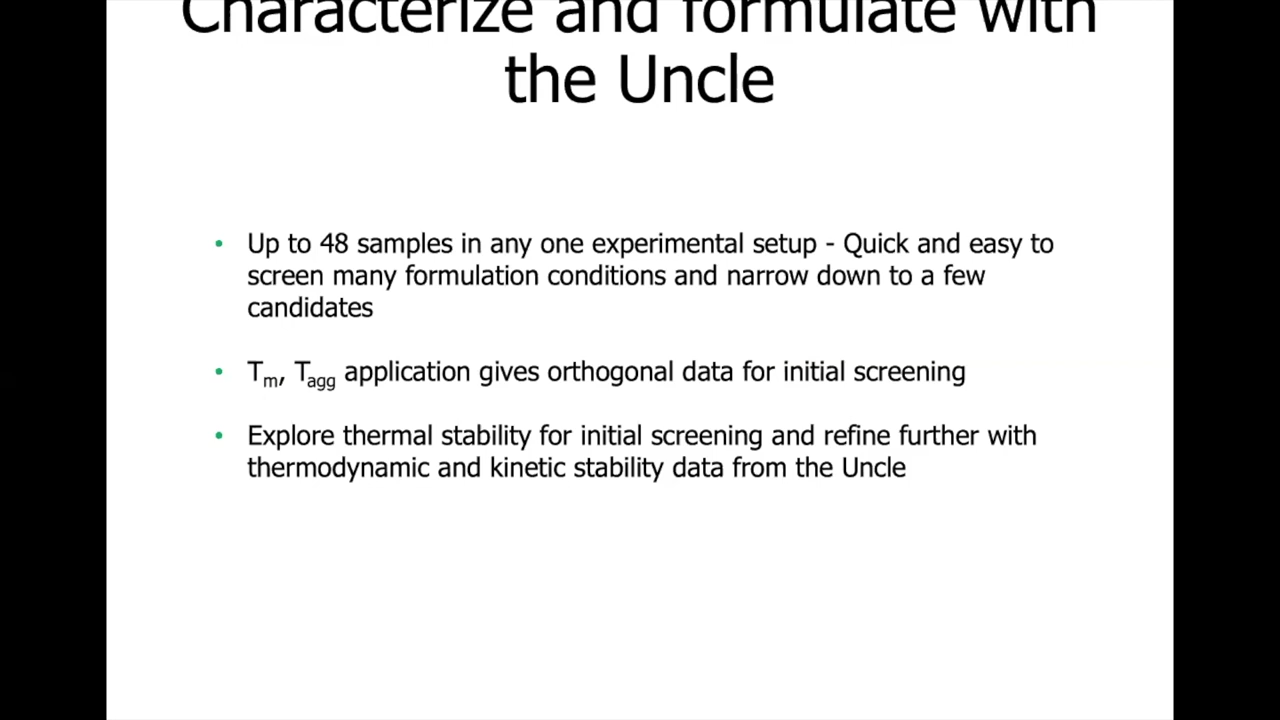 Characterize and formulate with
the Uncle
• Up to 48 samples in any one experimental setup - Quick and easy to
screen many formulation conditions and narrow down to a few
candidates
• Tm, Tagg application gives orthogonal data for initial screening
• Explore thermal stability for initial screening and refine further with
thermodynamic and kinetic stability data from the Uncle